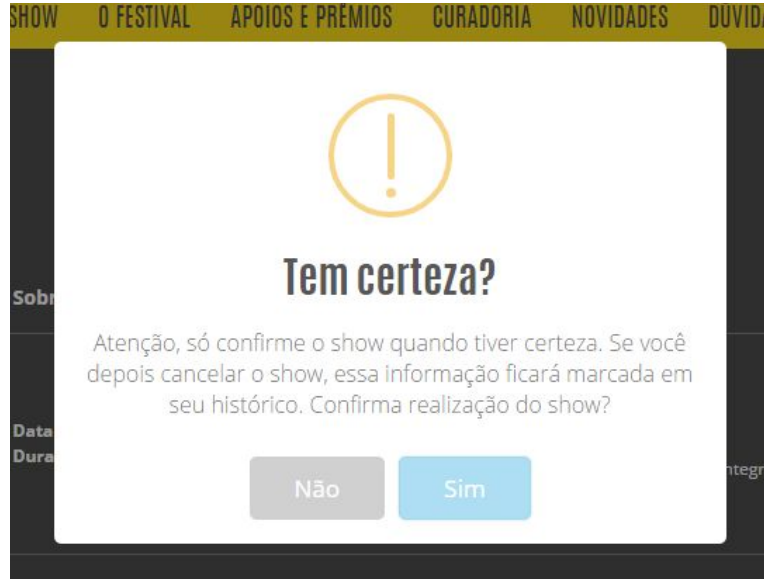 SHOW O FESTIVAL APOIOS E PRÊMIOS CURADORIA NOVIDADES
Tem certeza?
Atenção, só confirme o show quando tiver certeza. Se você
depois cancelar o show, essa informação ficará marcada em
seu histórico. Confirma realização do show?
Data
Não Sim